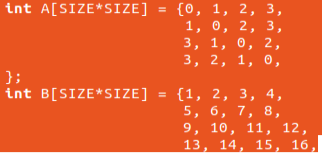 int A[SIZE*SIZE] = {0, 1, 2, 3,
1, 0, 2, 3,
3, 1, 0, 2,
3, 2, 1, 0,
};
int B[SIZE*SIZE] = {1, 2, 3, 4,
5, 6, 7, 8,
9, 10, 11, 12,
13, 14, 15, 16,